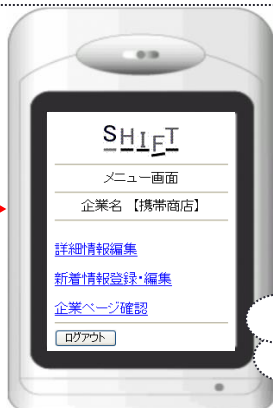 SHIFT
メニュー画面
企業名 【携帯商店】
詳細情報編集
新着情報登録・編集
企業ページ確認
ログアウト